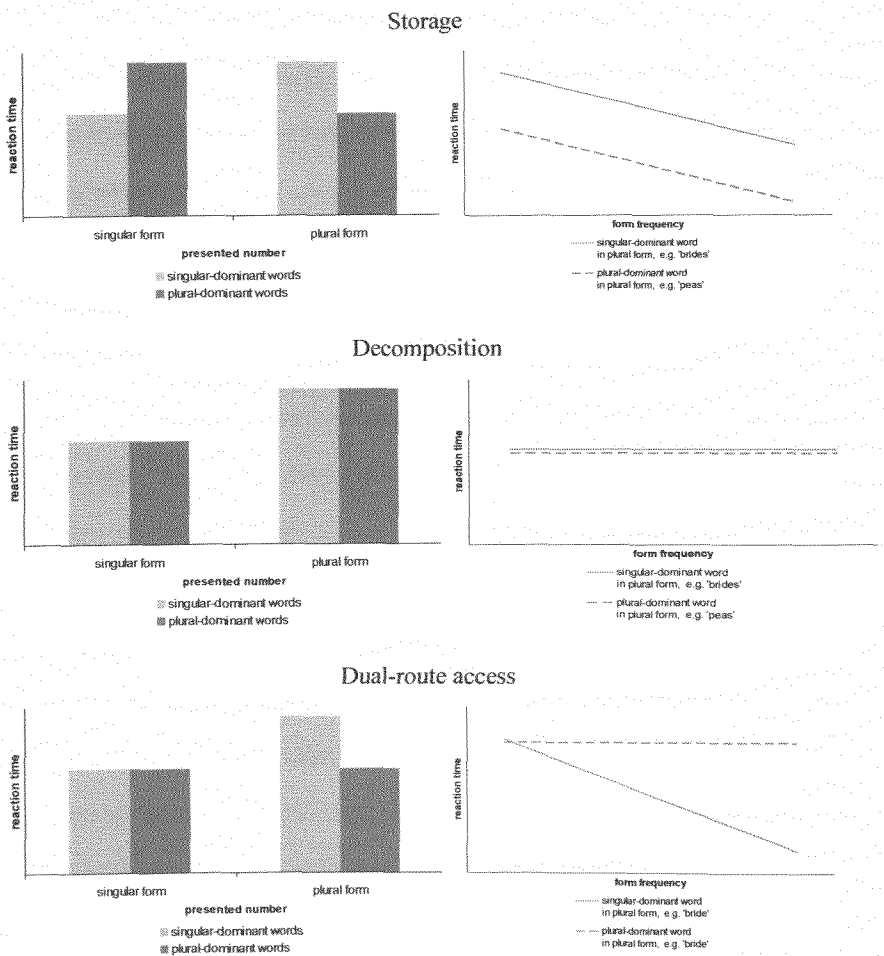 Storage
reaction time
singular form
plural form
presented number
singular-dominant words
plural-dominant words
reaction time
form frequency
singular-dominant word
in plural form, e.g. 'brides'
plural-dominant word
in plural form, e.g. 'peas'
Decomposition
reaction time
singular form
plural form
presented number
singular-dominant words
plural-dominant words
reaction time
form frequency
singular-dominant word
in plural form, e.g. 'brides'
plural-dominant word
in plural form, e.g. 'peas'
Dual-route access
reaction time
singular form
plural form
presented number
singular-dominant words
plural-dominant words
reaction time
form frequency
singular-dominant word
in plural form, e.g. 'bride'
plural-dominant word
in plural form, e.g. 'bride'